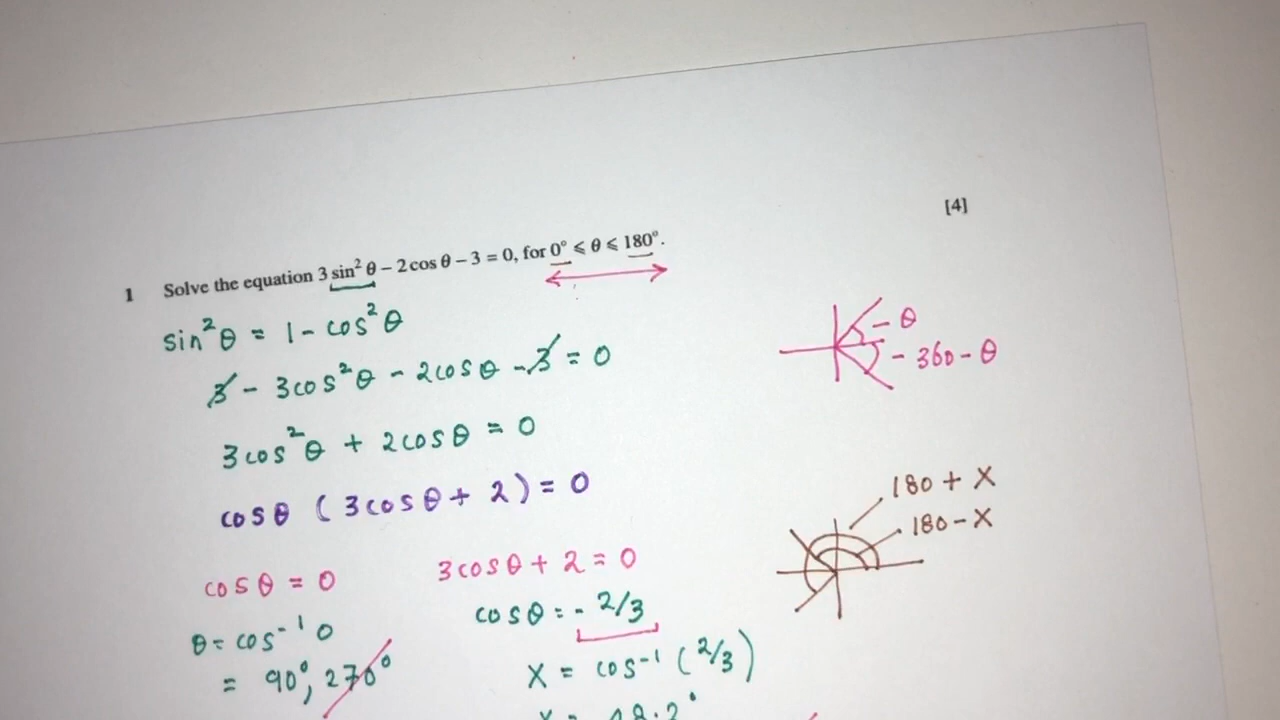 [4]
1 Solve the equation 3 sin² θ – 2 cos θ – 3 = 0, for 0° ⩽ θ ⩽ 180°.
sin²θ = 1 - cos²θ
3 - 3cos²θ - 2cosθ - 3 = 0
3cos²θ + 2cosθ = 0
cosθ (3cosθ + 2) = 0
cosθ = 0
θ = cos⁻¹ 0
= 90°, 270°
3cosθ + 2 = 0
cosθ = - 2/3
X = cos⁻¹ (2/3)
X = 48.2°
- θ
- 360 - θ
180 + X
180 - X